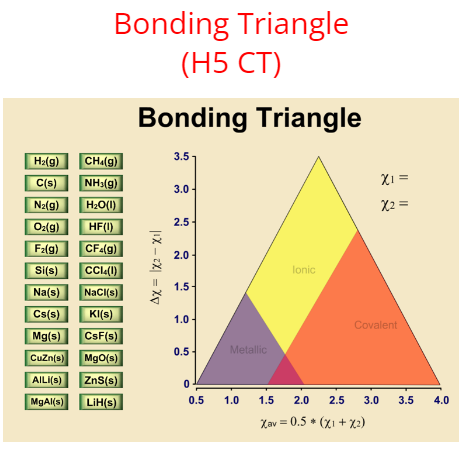 Bonding Triangle
(H5 CT)
Bonding Triangle
H₂(g) CH₄(g)
C(s) NH₃(g)
N₂(g) H₂O(l)
O₂(g) HF(l)
F₂(g) CF₄(g)
Si(s) CCl₄(l)
Na(s) NaCl(s)
Cs(s) KI(s)
Mg(s) CsF(s)
CuZn(s) MgO(s)
AlLi(s) ZnS(s)
MgAl(s) LiH(s)
Δχ = |χ₂ − χ₁|
3.5
3.0
2.5
2.0
1.5
1.0
0.5
0
χ₁ =
χ₂ =
Ionic
Covalent
Metallic
0.5 1.0 1.5 2.0 2.5 3.0 3.5 4.0
χav = 0.5 * (χ₁ + χ₂)